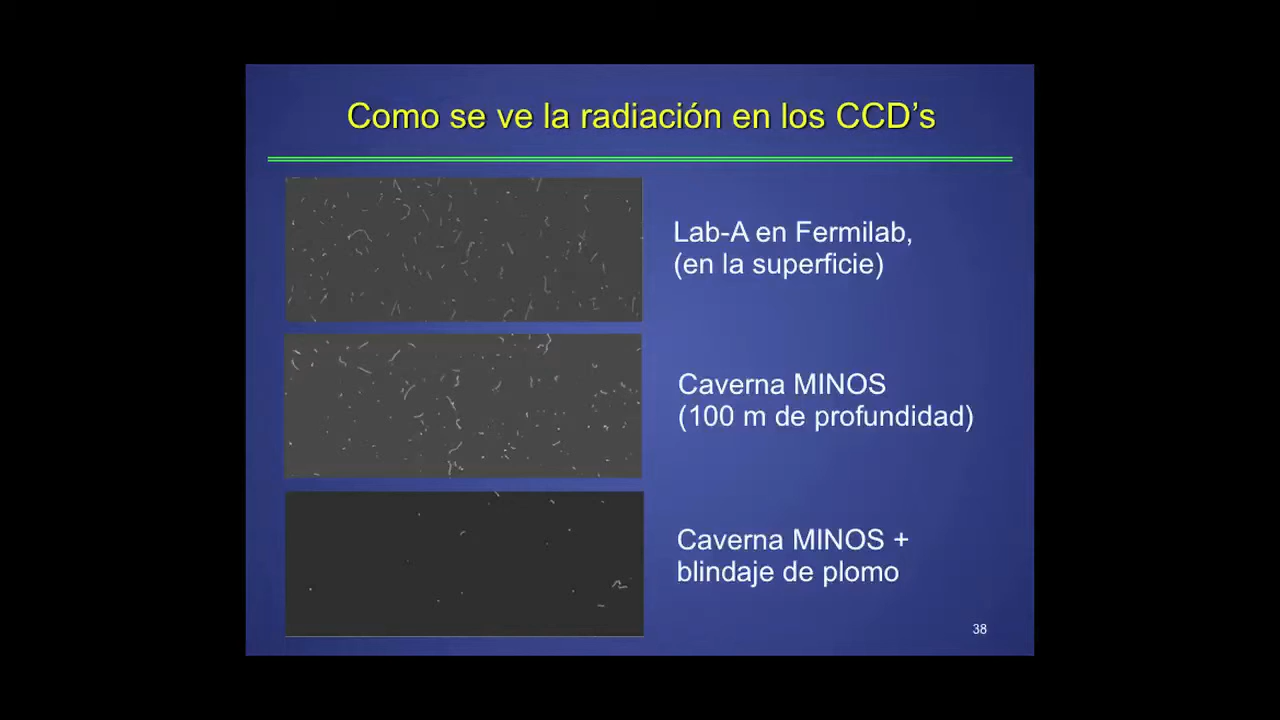 Como se ve la radiación en los CCD's
Lab-A en Fermilab,
(en la superficie)
Caverna MINOS
(100 m de profundidad)
Caverna MINOS +
blindaje de plomo
38